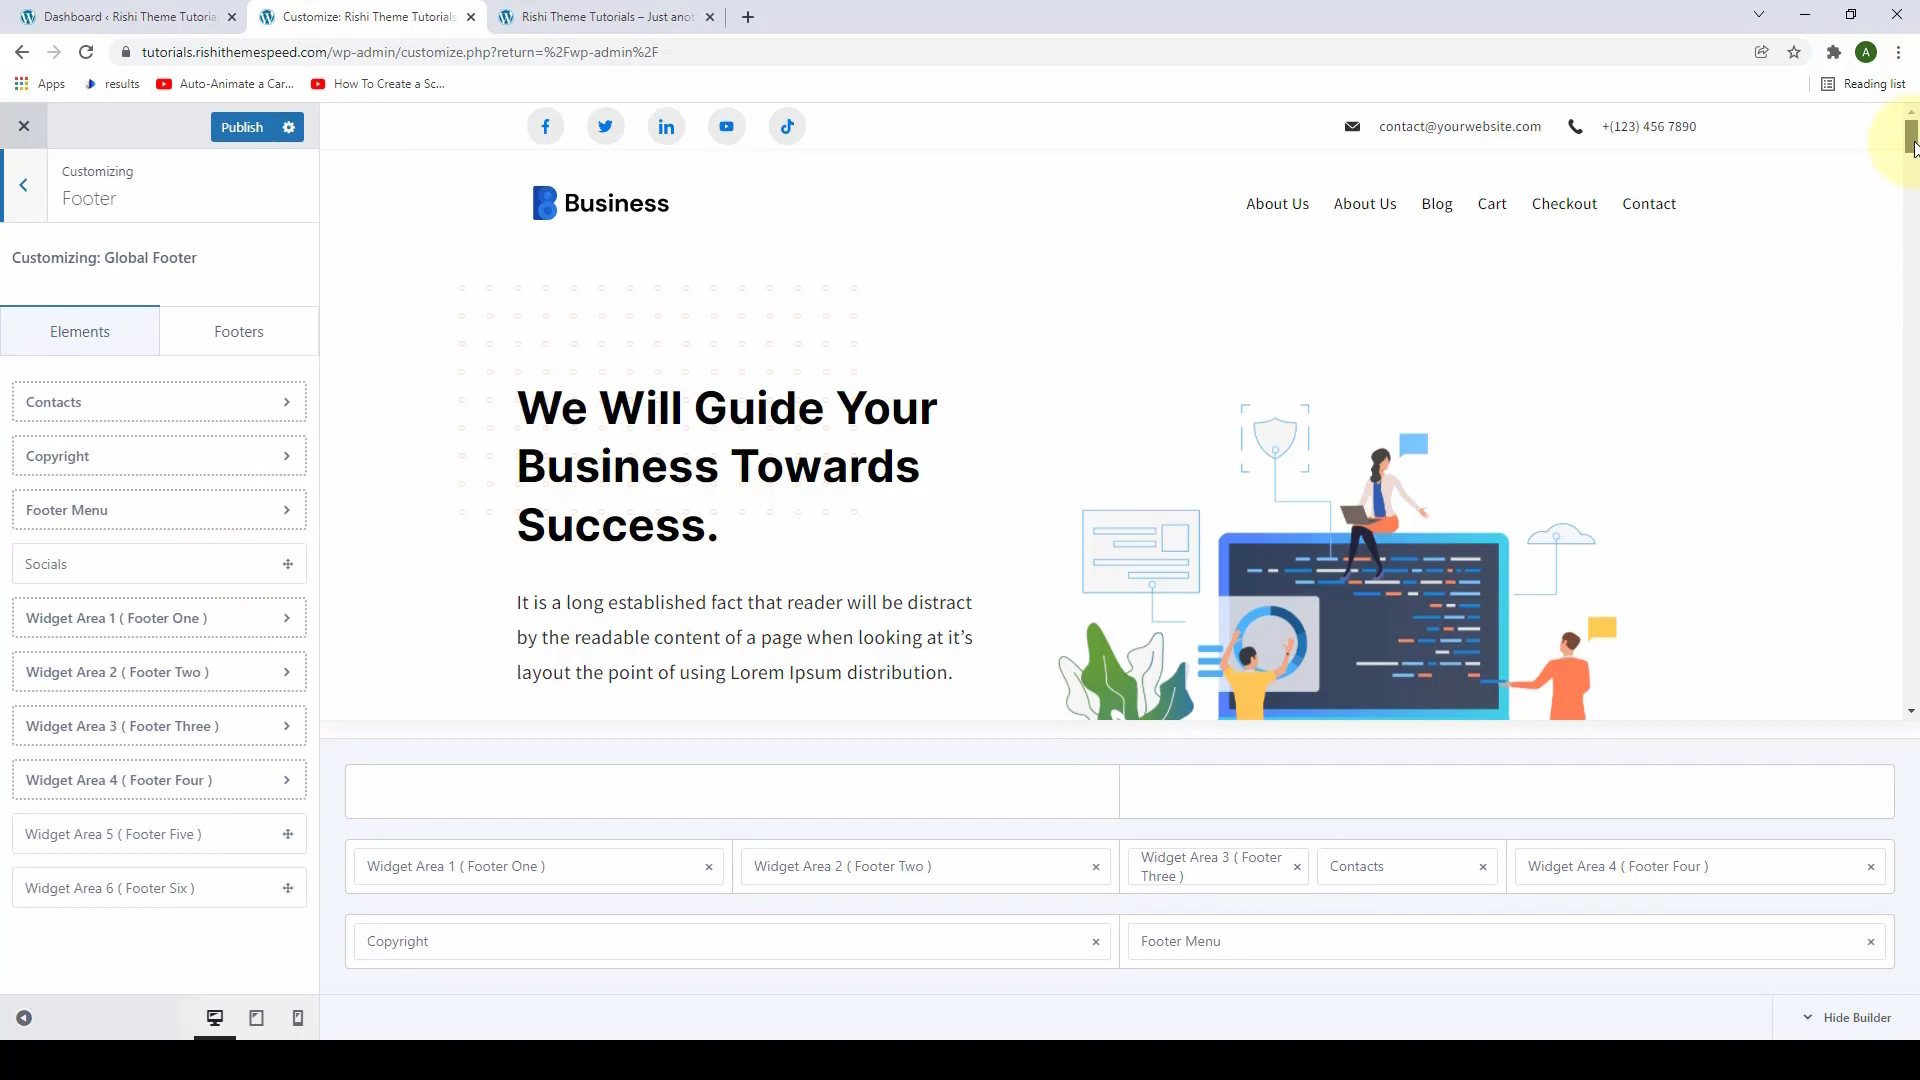 Dashboard ‹ Rishi Theme Tutoria
Customize: Rishi Theme Tutorials
Rishi Theme Tutorials – Just anot
tutorials.rishithemespeed.com/wp-admin/customize.php?return=%2Fwp-admin%2F
A
Apps
results
Auto-Animate a Car...
How To Create a Sc...
Reading list
Publish
Customizing
Footer
Customizing: Global Footer
Elements
Footers
Contacts
Copyright
Footer Menu
Socials
Widget Area 1 ( Footer One )
Widget Area 2 ( Footer Two )
Widget Area 3 ( Footer Three )
Widget Area 4 ( Footer Four )
Widget Area 5 ( Footer Five )
Widget Area 6 ( Footer Six )
contact@yourwebsite.com
+(123) 456 7890
Business
About Us
About Us
Blog
Cart
Checkout
Contact
We Will Guide Your
Business Towards
Success.
It is a long established fact that reader will be distract
by the readable content of a page when looking at it’s
layout the point of using Lorem Ipsum distribution.
Widget Area 1 ( Footer One )
Widget Area 2 ( Footer Two )
Widget Area 3 ( Footer
Three )
Contacts
Widget Area 4 ( Footer Four )
Copyright
Footer Menu
Hide Builder